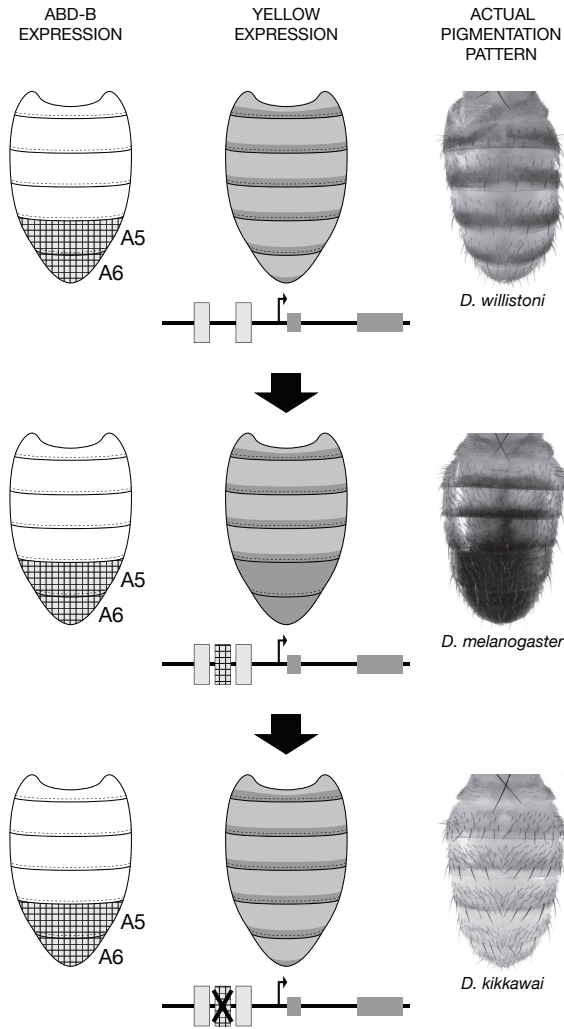 ABD-B
EXPRESSION
YELLOW
EXPRESSION
ACTUAL
PIGMENTATION
PATTERN
A5
A6
D. willistoni
A5
A6
D. melanogaster
A5
A6
D. kikkawai